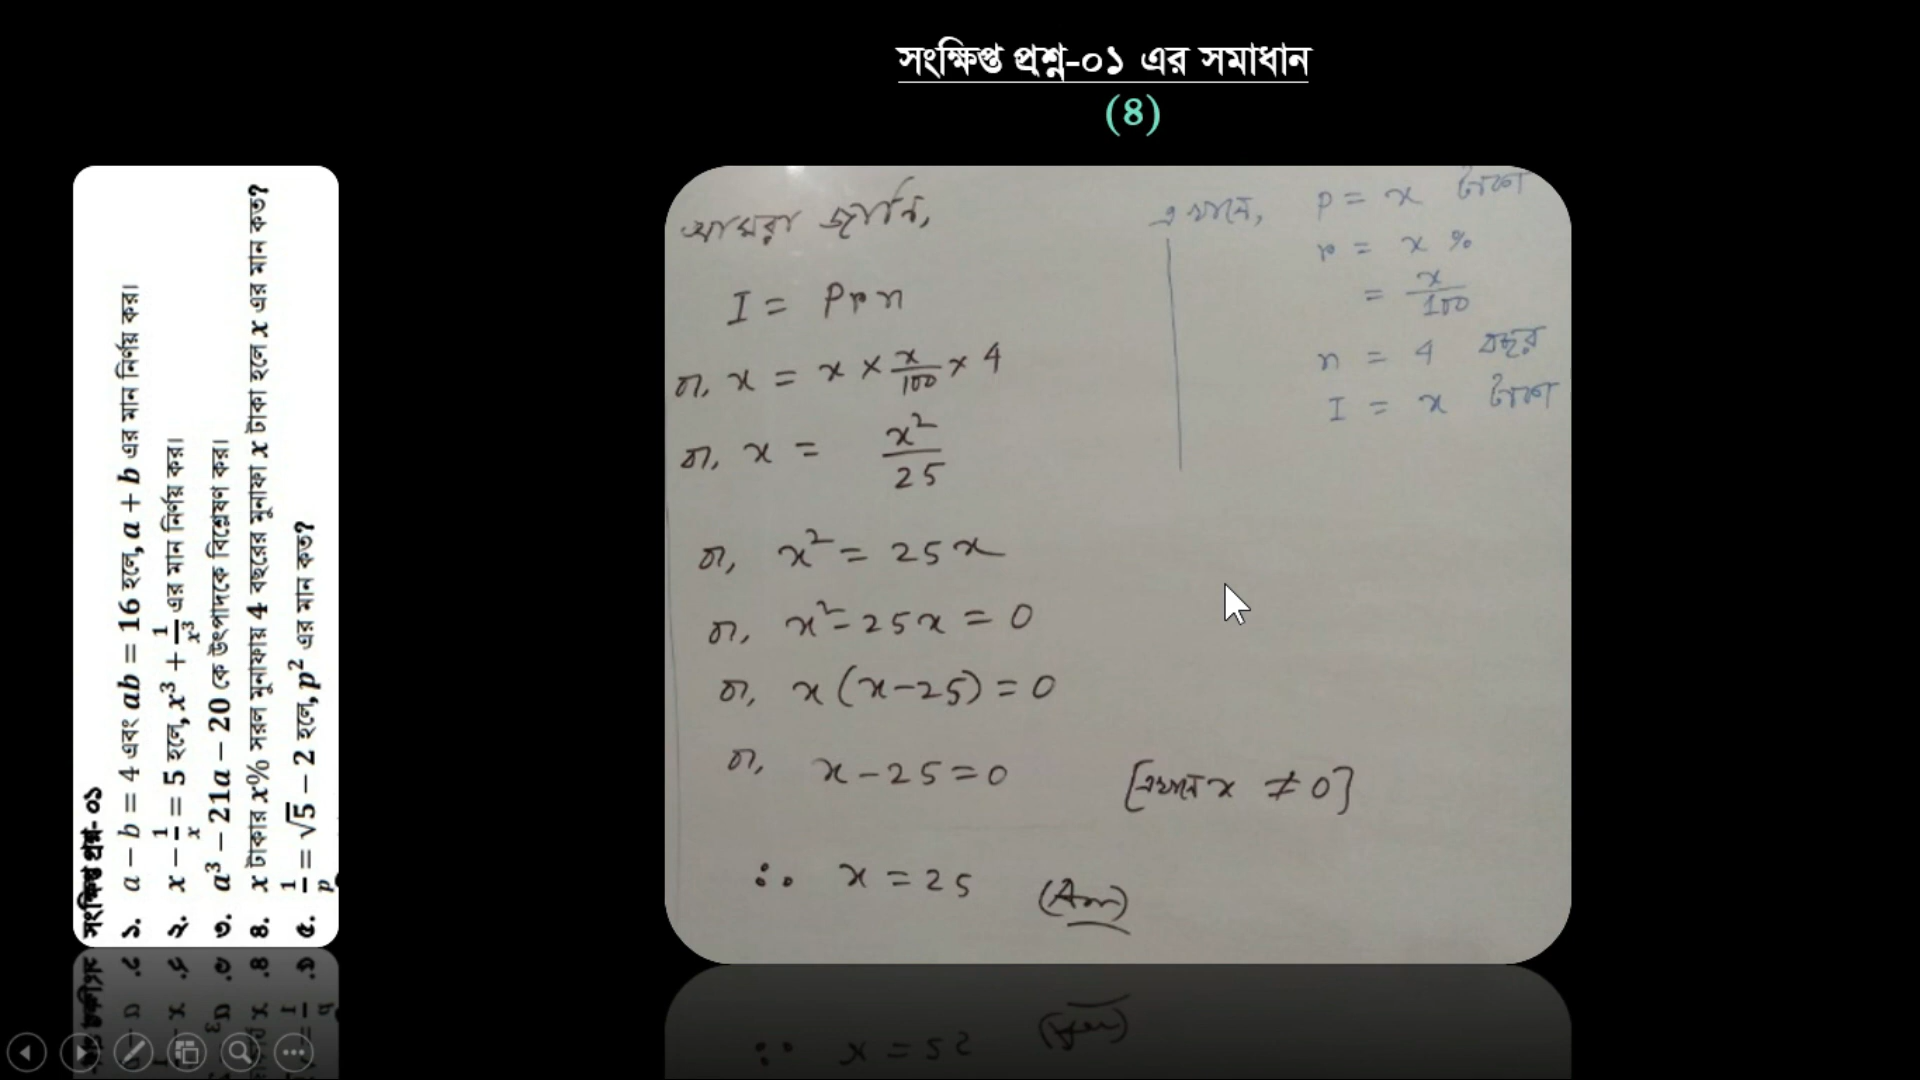 সংক্ষিপ্ত প্রশ্ন-০১ এর সমাধান
(৪)
সংক্ষিপ্ত প্রশ্ন- ০১
১. a − b = 4 এবং ab = 16 হলে, a + b এর মান নির্ণয় কর।
২. x − 1/x = 5 হলে, x³ + 1/x³ এর মান নির্ণয় কর।
৩. a³ − 21a − 20 কে উৎপাদকে বিশ্লেষণ কর।
৪. x টাকার x% সরল মুনাফায় 4 বছরের মুনাফা x টাকা হলে x এর মান কত?
৫. 1/p = √5 − 2 হলে, p² এর মান কত?
আমরা জানি,
I = Prn
বা, x = x × x/100 × 4
বা, x = x²/25
বা, x² = 25x
বা, x² − 25x = 0
বা, x (x − 25) = 0
বা, x − 25 = 0 [এখানে x ≠ 0]
∴ x = 25 (Ans)
এখানে, P = x টাকা
r = x %
= x/100
n = 4 বছর
I = x টাকা